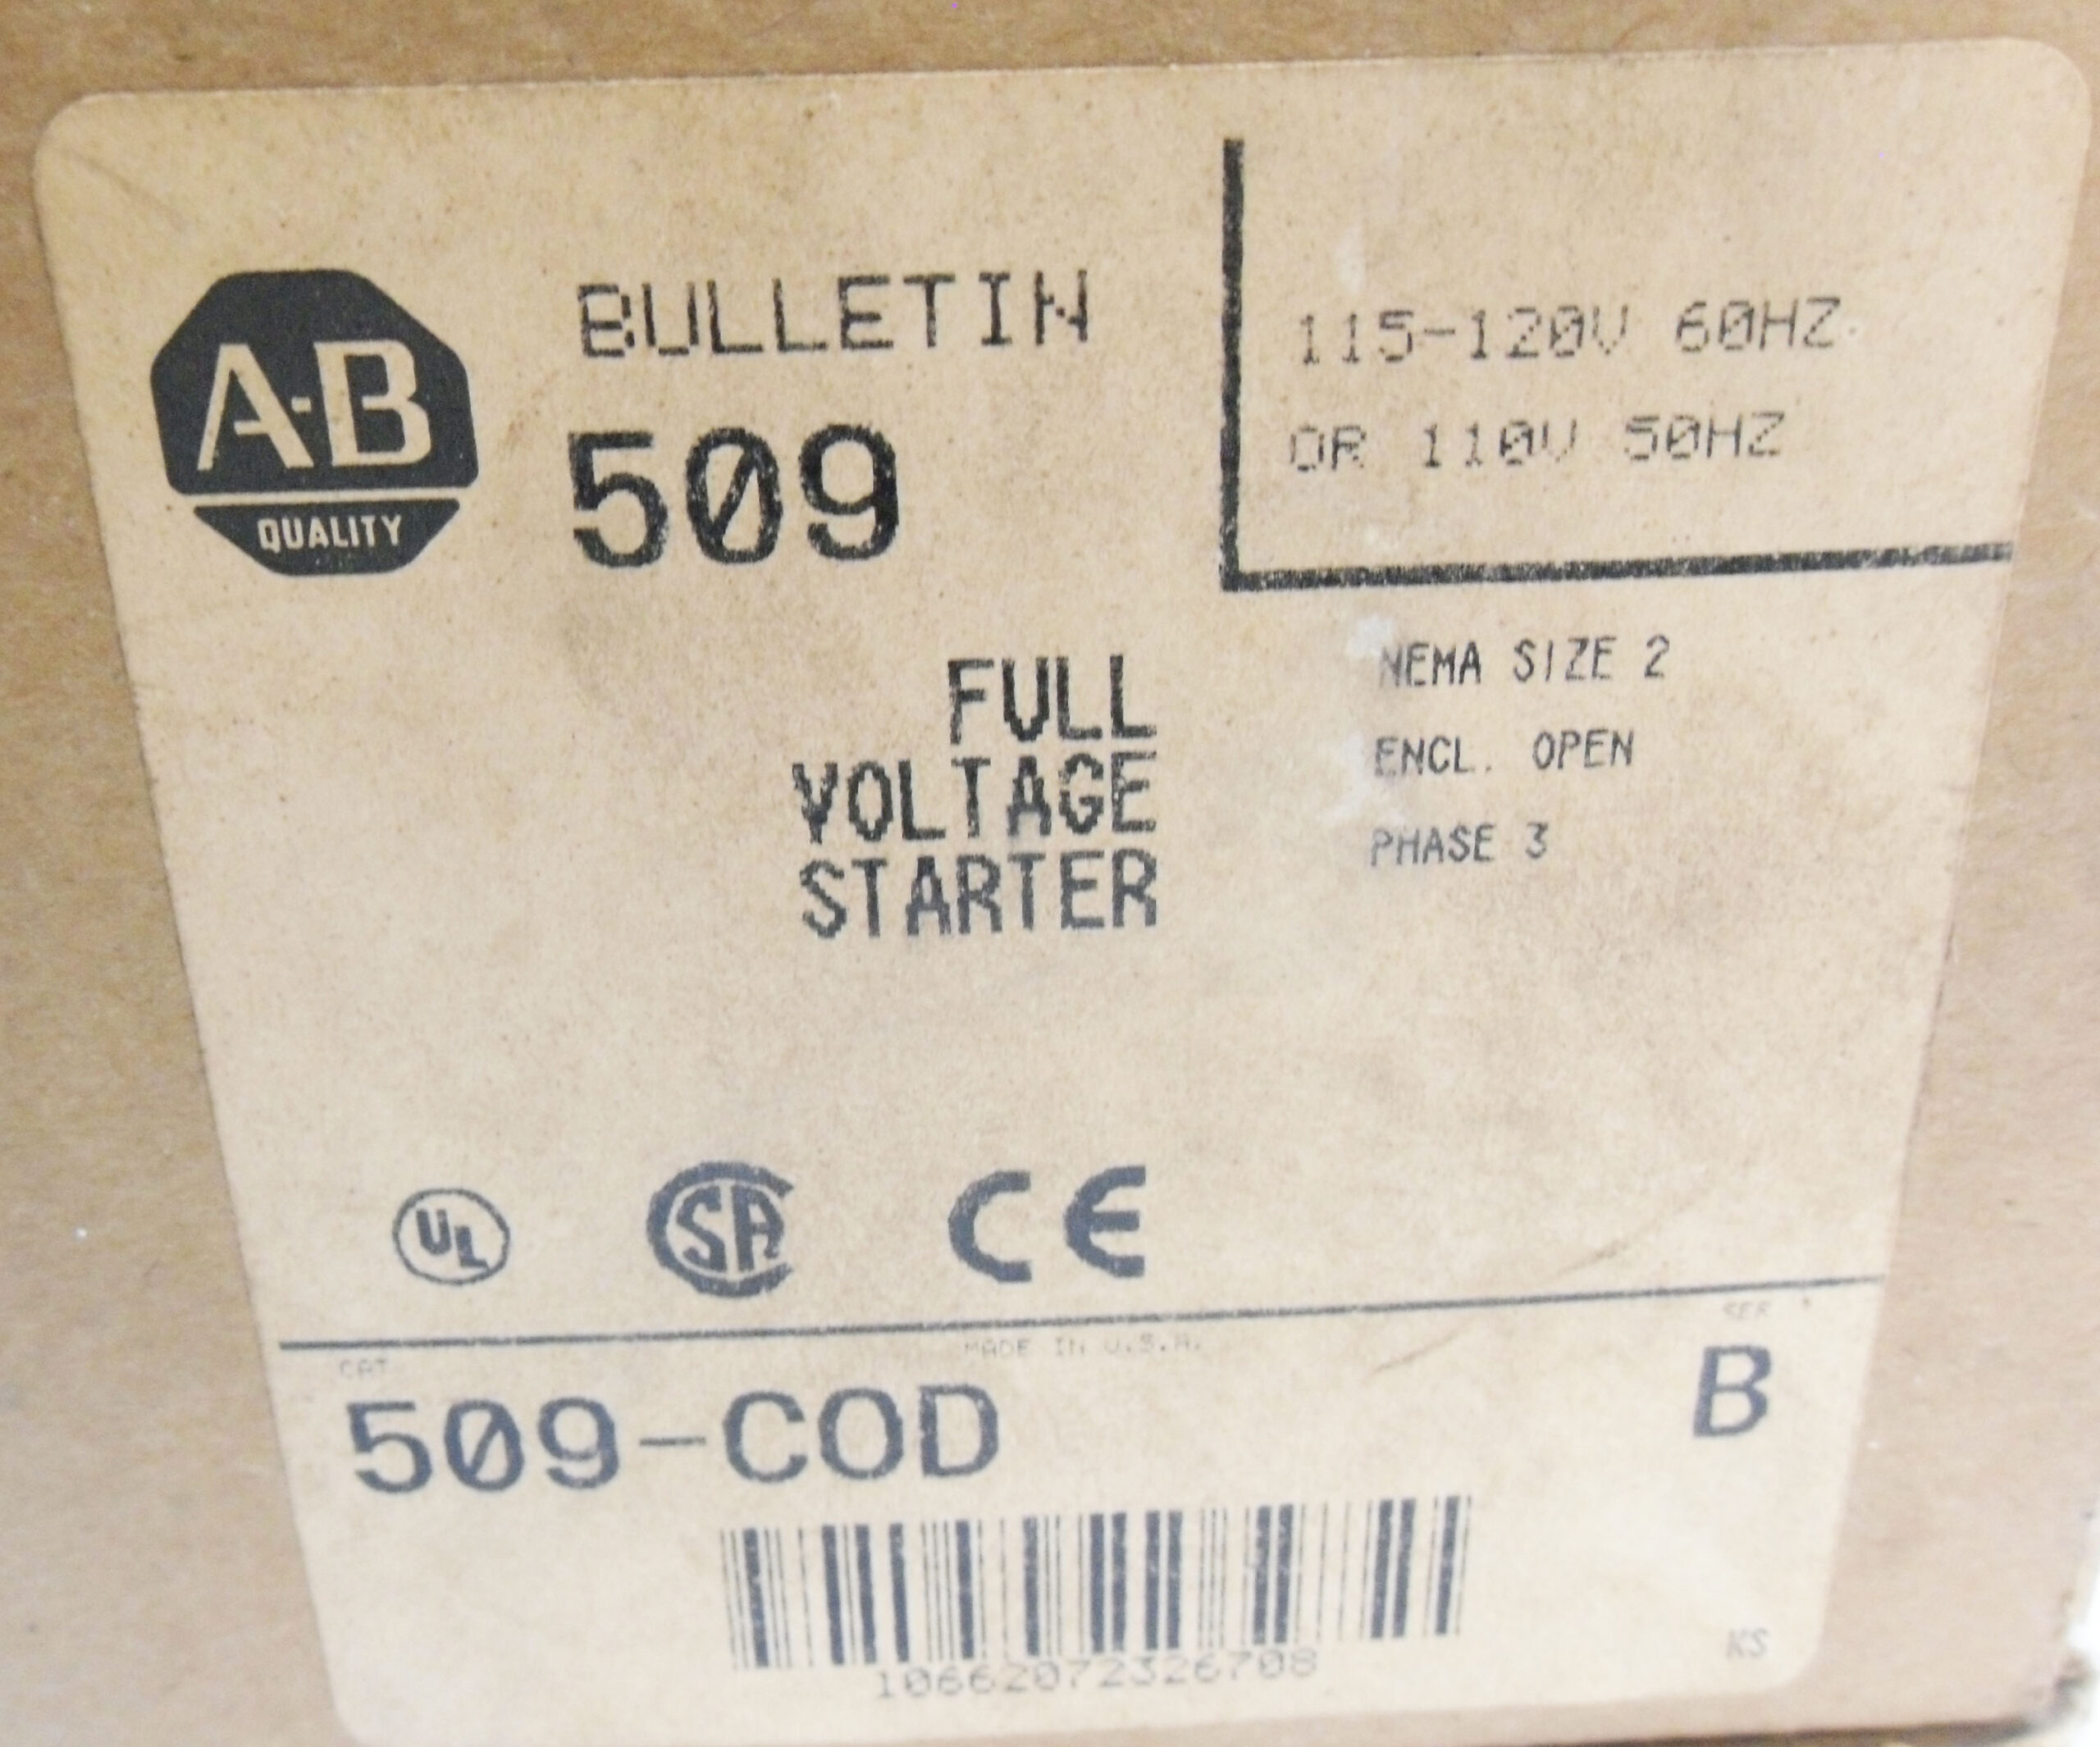 A-B
QUALITY
BULLETIN
509
115-120V 60HZ
OR 110V 50HZ
FULL
VOLTAGE
STARTER
NEMA SIZE 2
ENCL. OPEN
PHASE 3
UL
CSA
CE
CAT
MADE IN U.S.A.
SER
509-COD
B
10662072326708
KS